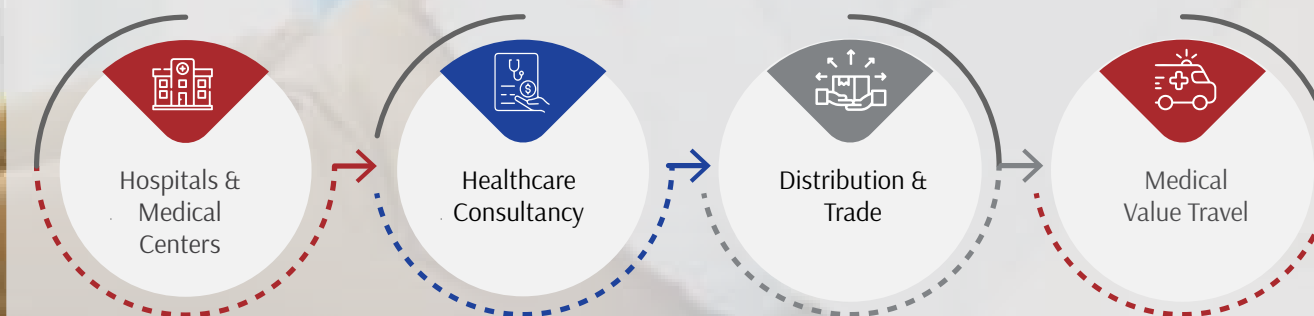 Hospitals &
Medical
Centers
Healthcare
Consultancy
Distribution &
Trade
Medical
Value Travel